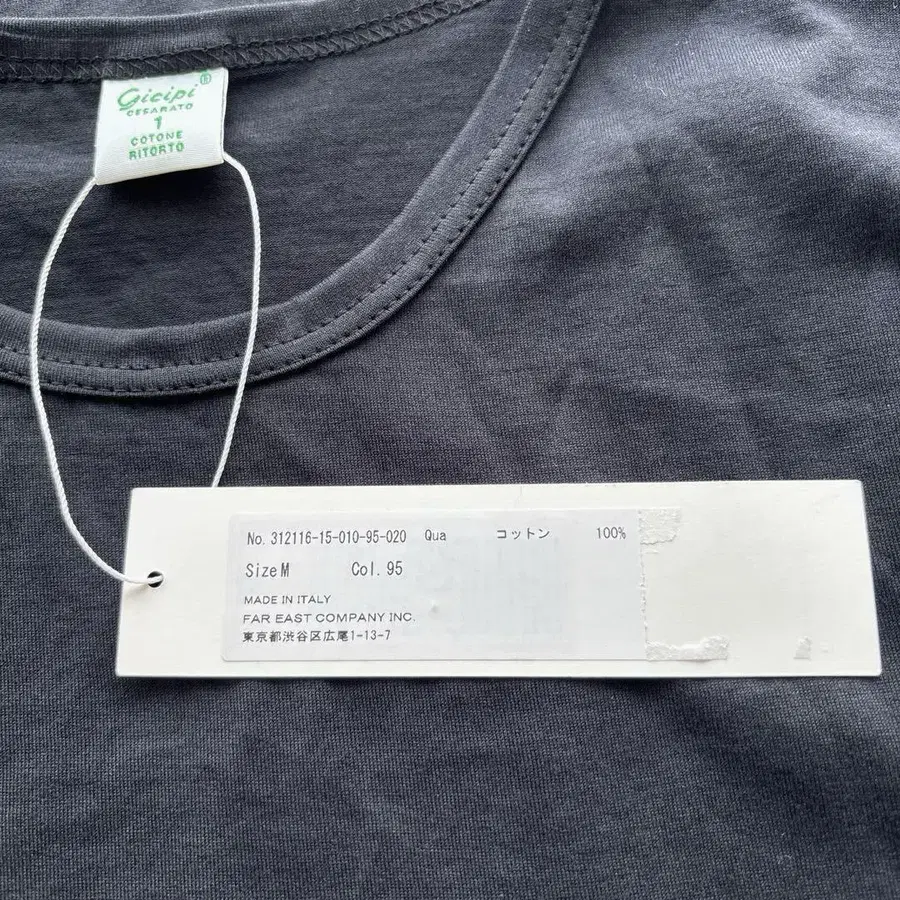 Gicipi®
CESARATO
1
COTONE
RITORTO
No. 312116-15-010-95-020 Qua コットン 100%
Size M Col. 95
MADE IN ITALY
FAR EAST COMPANY INC.
東京都渋谷区広尾1-13-7